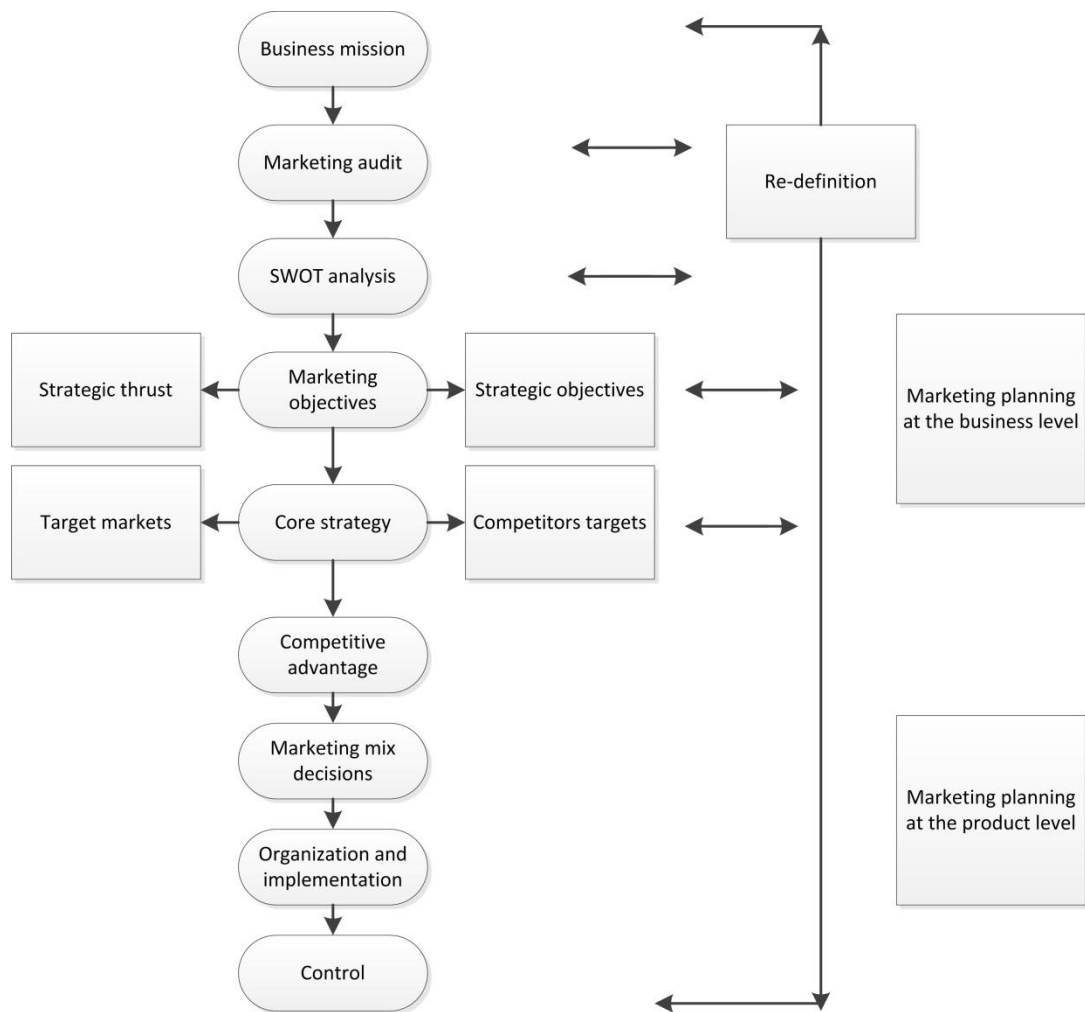 Business mission
Marketing audit
Re-definition
SWOT analysis
Strategic thrust
Marketing
objectives
Strategic objectives
Marketing planning
at the business level
Target markets
Core strategy
Competitors targets
Competitive
advantage
Marketing mix
decisions
Marketing planning
at the product level
Organization and
implementation
Control